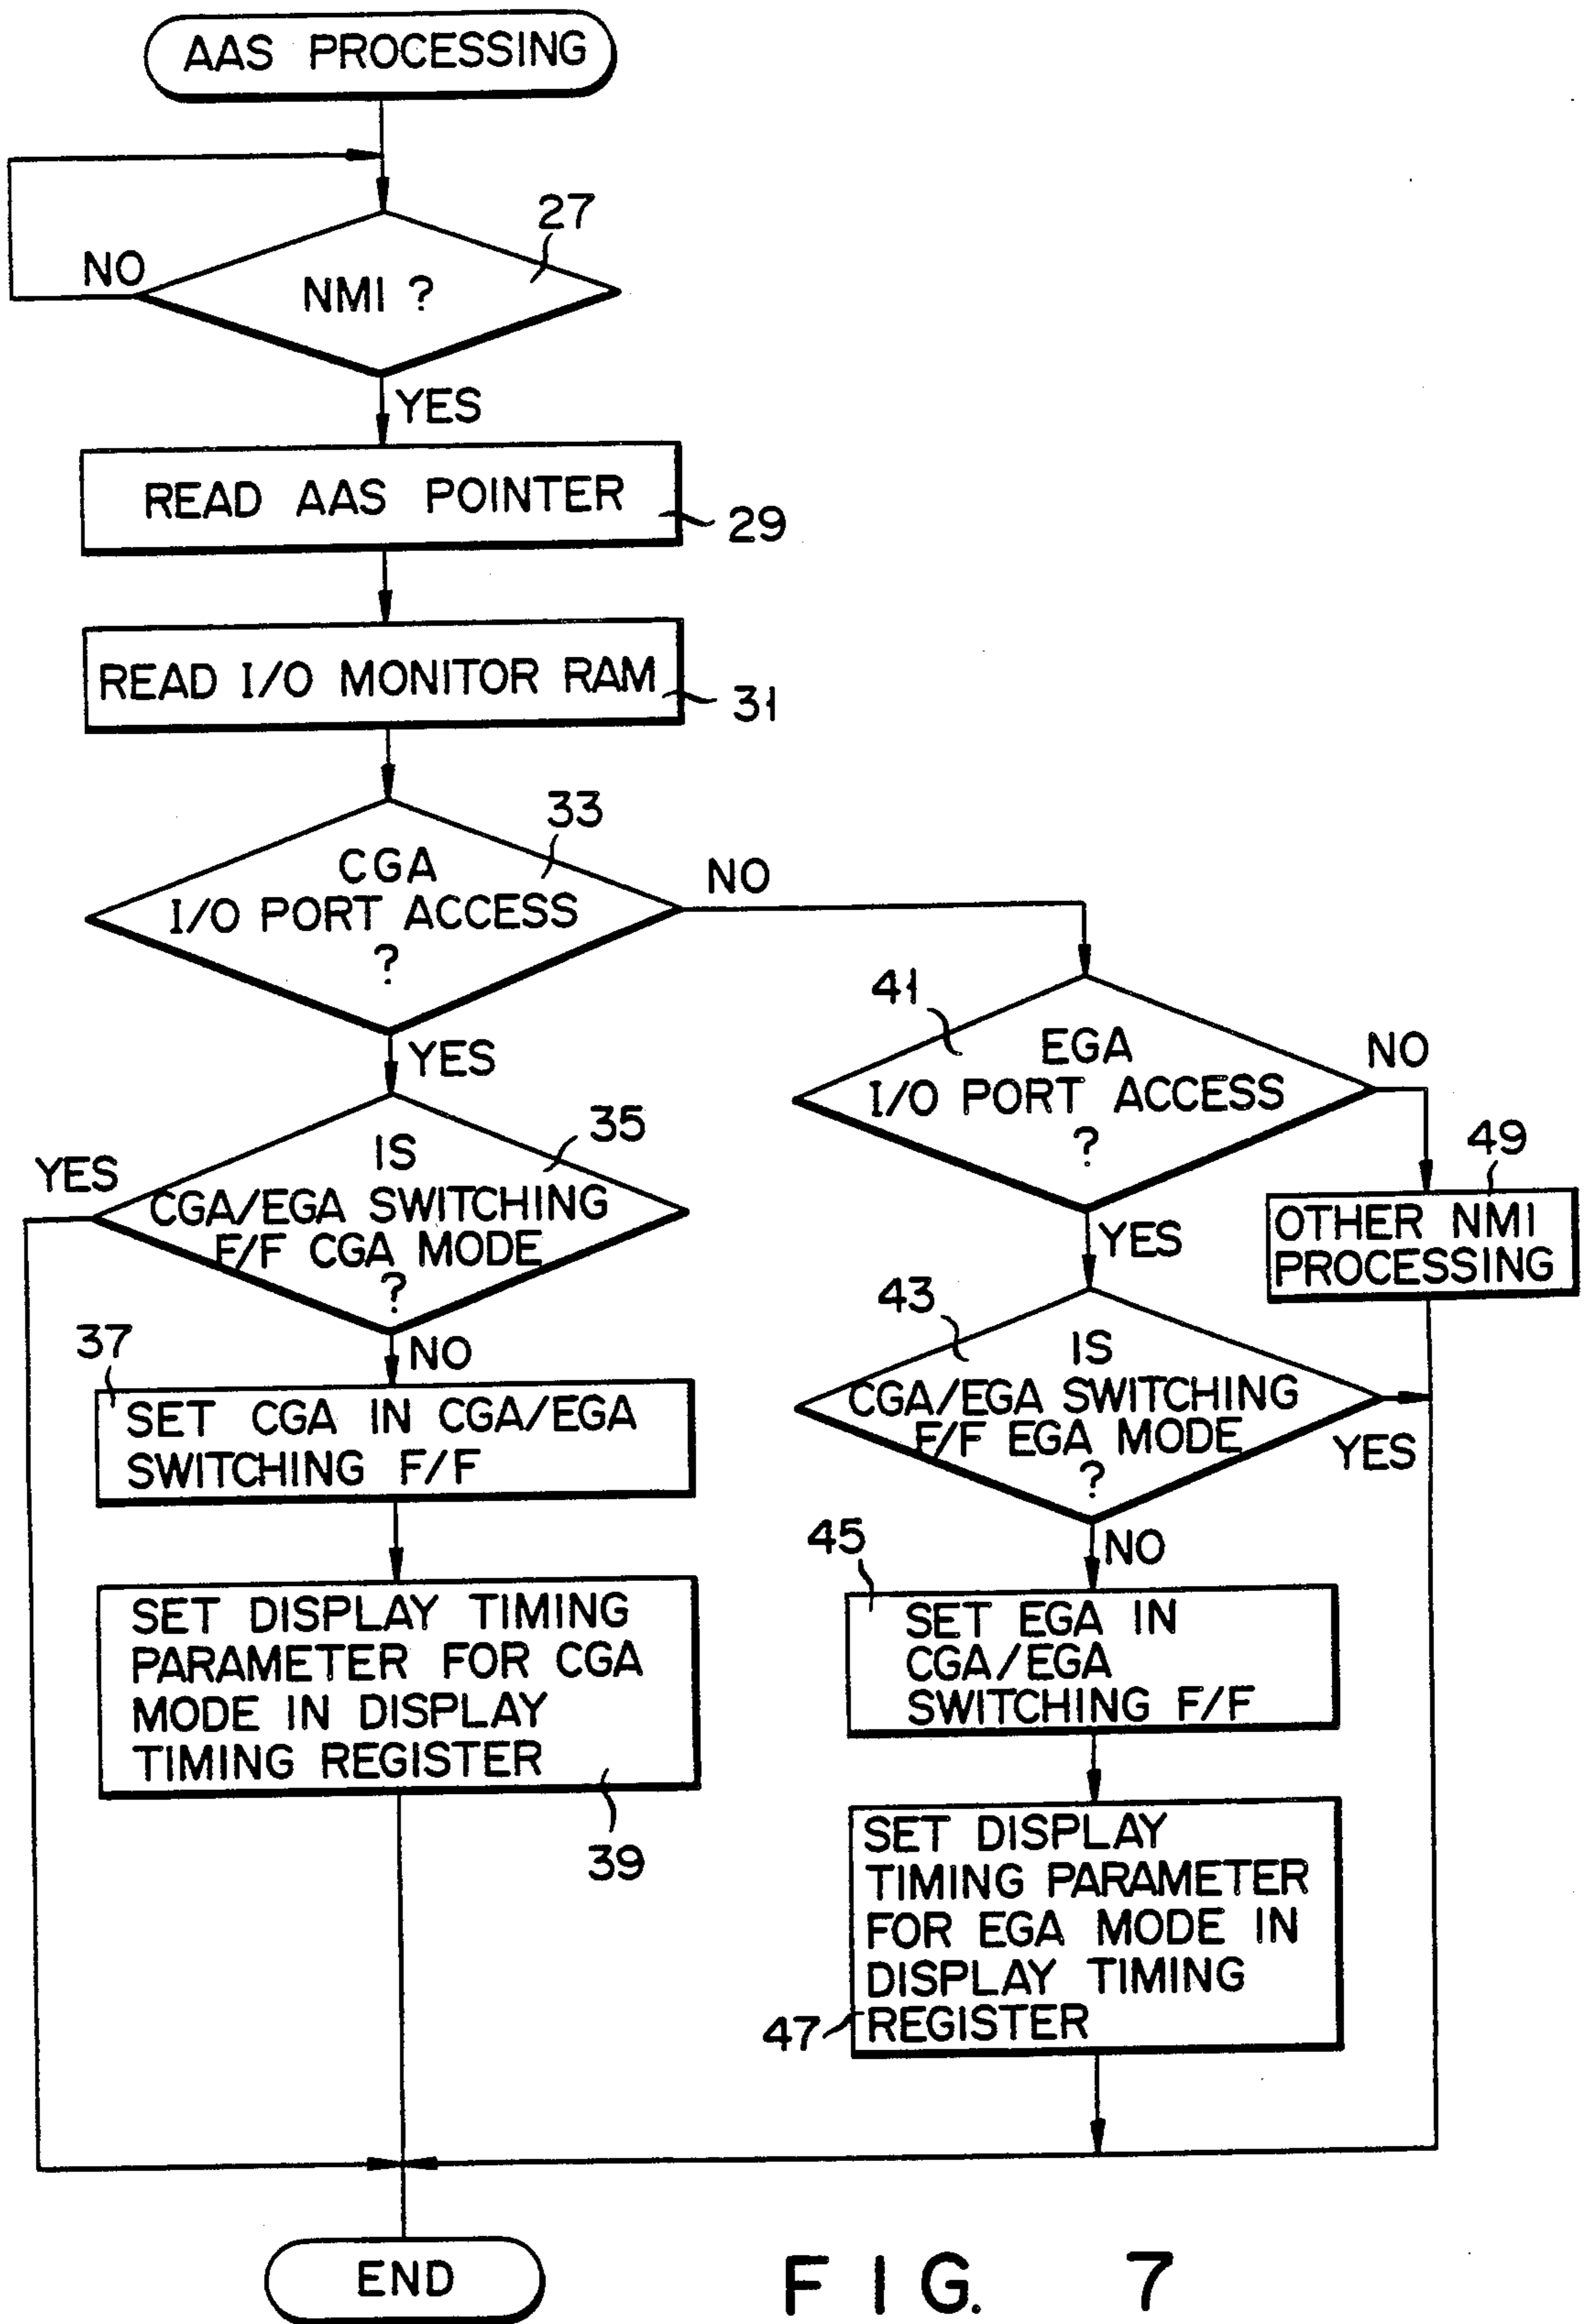 AAS PROCESSING
27
NO
NMI ?
YES
READ AAS POINTER
29
READ I/O MONITOR RAM
31
33
CGA
I/O PORT ACCESS
?
NO
YES
41
EGA
I/O PORT ACCESS
?
NO
YES
35
IS
CGA/EGA SWITCHING
F/F CGA MODE
?
YES
NO
49
OTHER NMI
PROCESSING
43
IS
CGA/EGA SWITCHING
F/F EGA MODE
?
YES
NO
37
SET CGA IN CGA/EGA
SWITCHING F/F
45
SET EGA IN
CGA/EGA
SWITCHING F/F
SET DISPLAY TIMING
PARAMETER FOR CGA
MODE IN DISPLAY
TIMING REGISTER
39
SET DISPLAY
TIMING PARAMETER
FOR EGA MODE IN
DISPLAY TIMING
REGISTER
47
END
FIG. 7